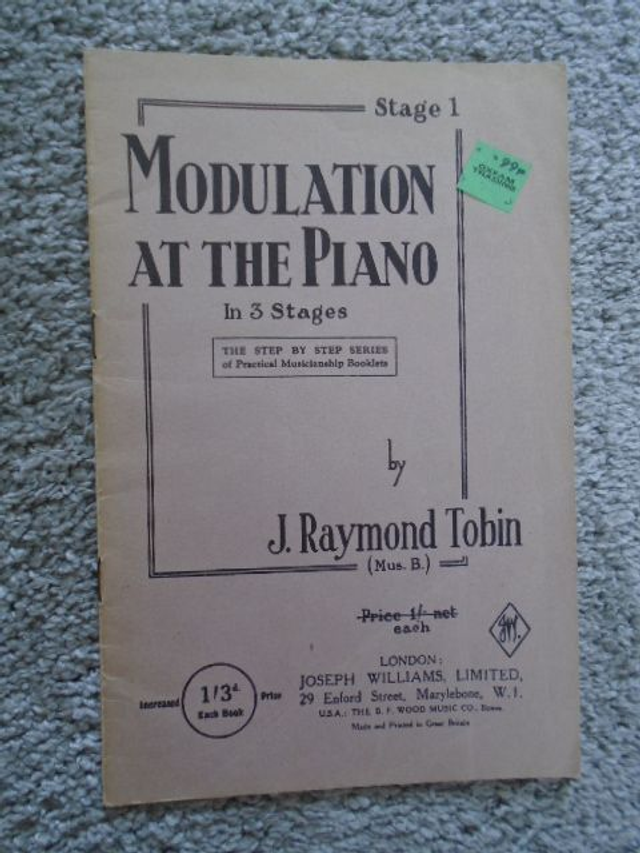 Stage 1
MODULATION
AT THE PIANO
In 3 Stages
THE STEP BY STEP SERIES
of Practical Musicianship Booklets
99p
OXFAM
TRADING
by
J. Raymond Tobin
(Mus. B.)
Price 1/- net
each
LONDON:
JOSEPH WILLIAMS, LIMITED,
29 Enford Street, Marylebone, W.1.
U.S.A.: THE B. F. WOOD MUSIC CO., Boston.
Made and Printed in Great Britain
Increased 1/3d. Price
Each Book